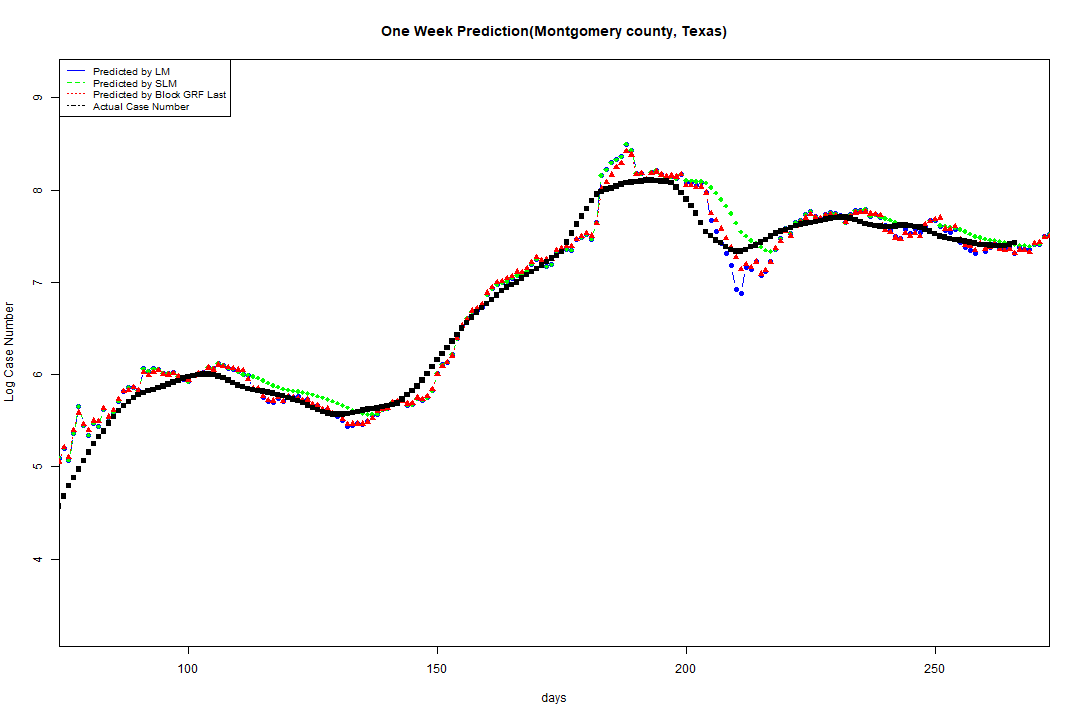 One Week Prediction(Montgomery county, Texas)
Predicted by LM
Predicted by SLM
Predicted by Block GRF Last
Actual Case Number
9
8
7
6
5
4
Log Case Number
100 150 200 250
days